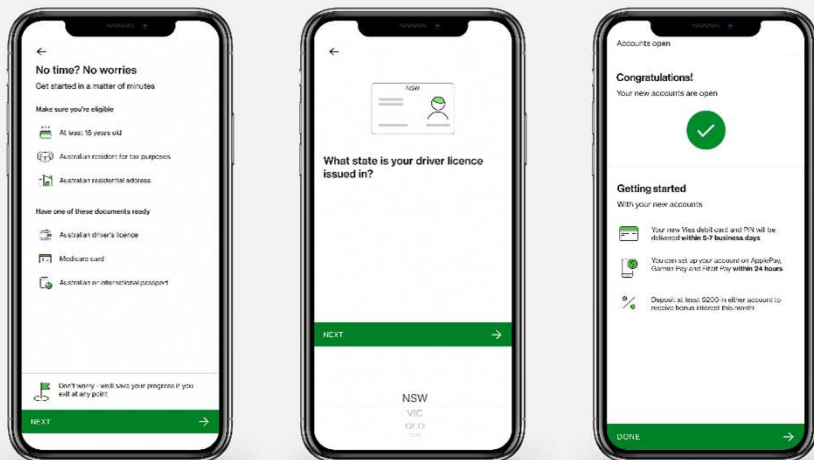 No time? No worries
Get started in a matter of minutes
Make sure you're eligible
At least 18 years old
Australian resident for tax purposes
Australian residential address
Have one of these documents ready
Australian driver's licence
Medicare card
Australian or international passport
Don't worry - we'll save your progress if you
exit at any point
NEXT
NSW
What state is your driver licence
issued in?
NEXT
NSW
VIC
QLD
Accounts open
Congratulations!
Your new accounts are open
Getting started
With your new accounts
Your new Visa debit card and PIN will be
delivered within 5-7 business days
You can set up your account on ApplePay,
Garmin Pay and Fitbit Pay within 24 hours
Deposit at least $200 in either account to
receive bonus interest this month
DONE